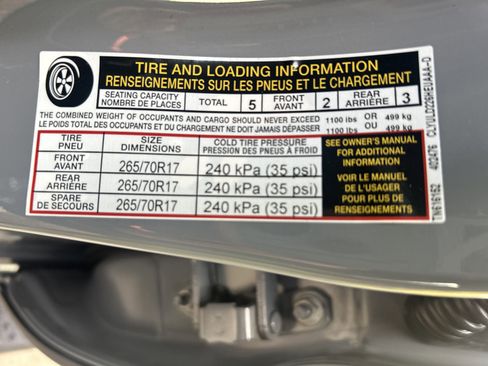 TIRE AND LOADING INFORMATION
RENSEIGNEMENTS SUR LES PNEUS ET LE CHARGEMENT
SEATING CAPACITY NOMBRE DE PLACES TOTAL 5 FRONT AVANT 2 REAR ARRIÈRE 3
THE COMBINED WEIGHT OF OCCUPANTS AND CARGO SHOULD NEVER EXCEED 1100 lbs OR 499 kg
LE POIDS TOTAL DES OCCUPANTS ET DU CHARGEMENT NE DOIT JAMAIS DÉPASSER 1100 lbs OU 499 kg
TIRE PNEU SIZE DIMENSIONS COLD TIRE PRESSURE PRESSION DES PNEUS À FROID
FRONT AVANT 265/70R17 240 kPa (35 psi)
REAR ARRIÈRE 265/70R17 240 kPa (35 psi)
SPARE DE SECOURS 265/70R17 240 kPa (35 psi)
SEE OWNER'S MANUAL
FOR ADDITIONAL
INFORMATION
VOIR LE MANUEL
DE L'USAGER
POUR PLUS DE
RENSEIGNEMENTS
TN616162 402476